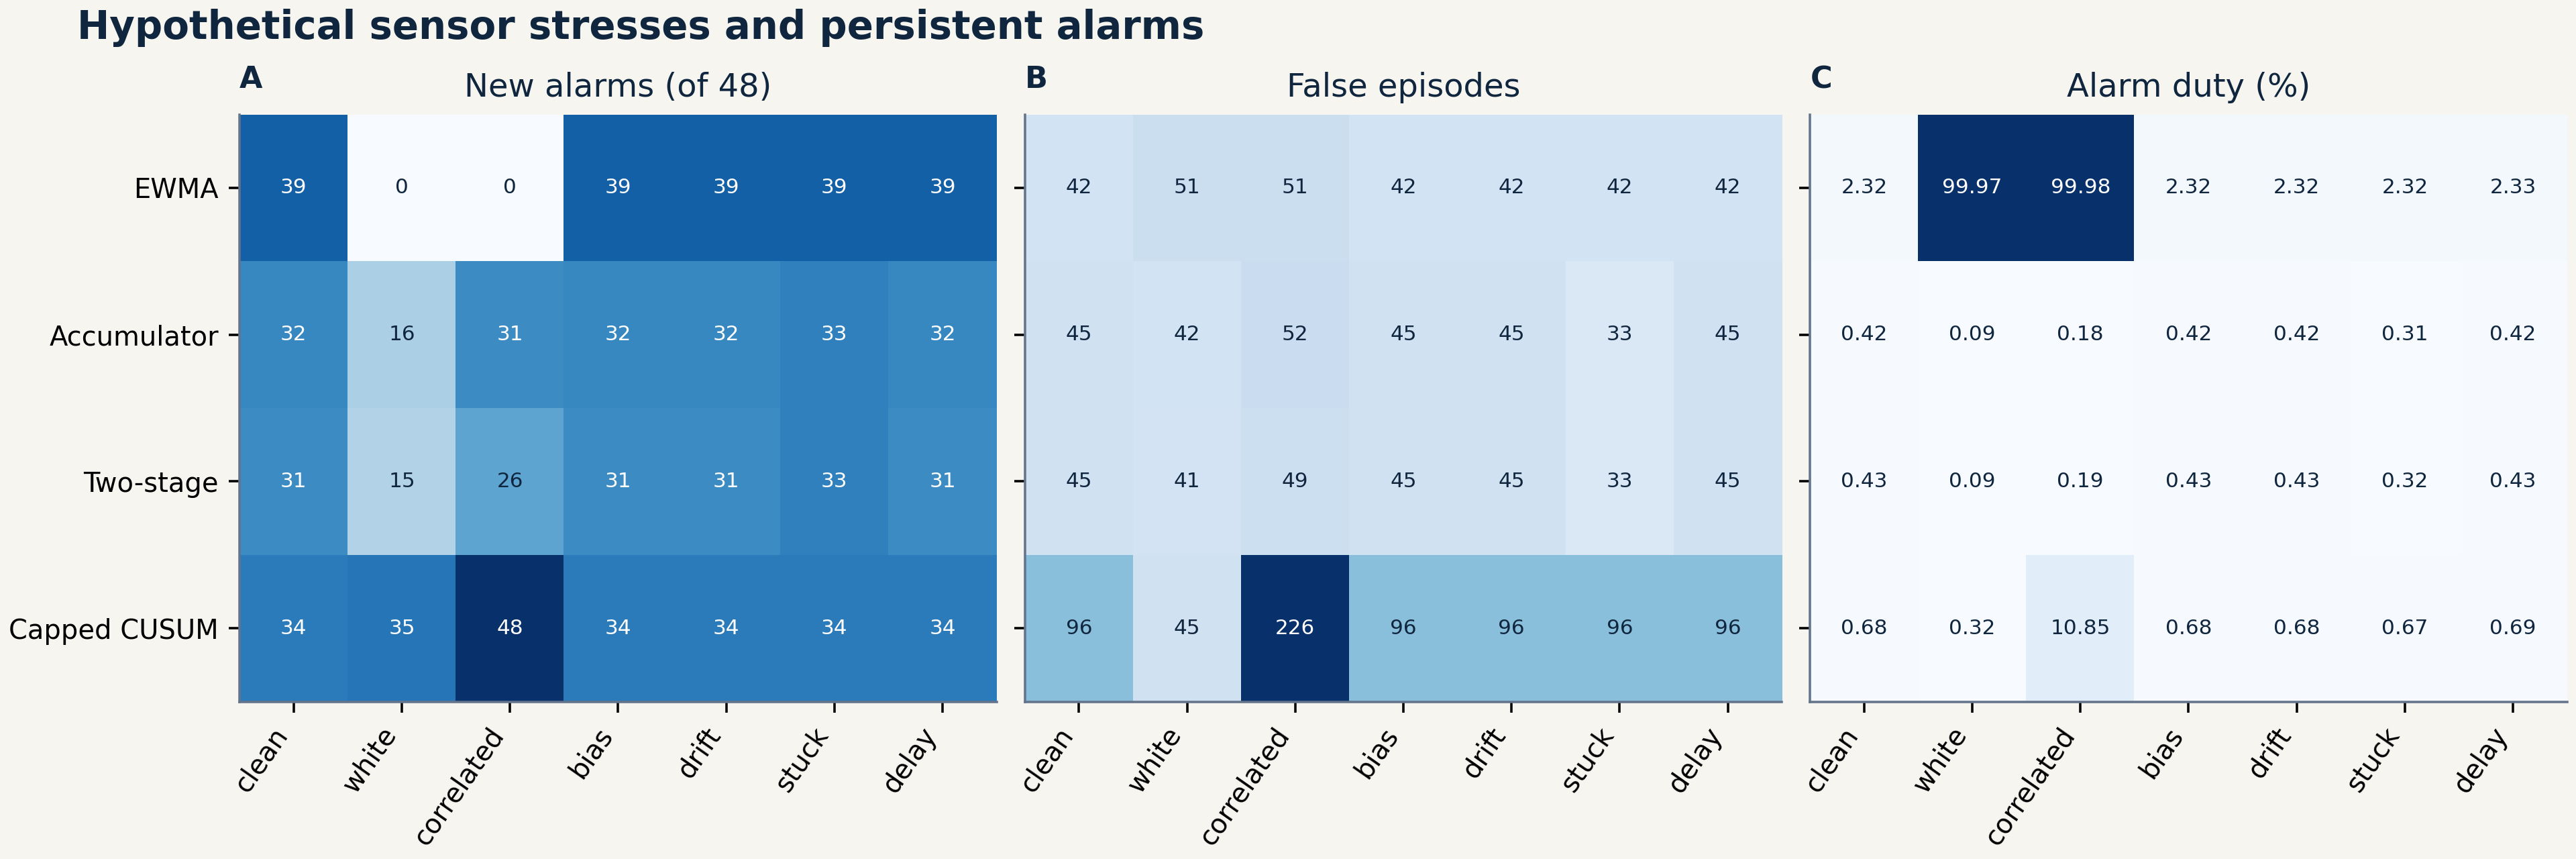 Hypothetical sensor stresses and persistent alarms
A New alarms (of 48) B False episodes C Alarm duty (%)
EWMA 39 0 0 39 39 39 39 42 51 51 42 42 42 42 2.32 99.97 99.98 2.32 2.32 2.32 2.33
Accumulator 32 16 31 32 32 33 32 45 42 52 45 45 33 45 0.42 0.09 0.18 0.42 0.42 0.31 0.42
Two-stage 31 15 26 31 31 33 31 45 41 49 45 45 33 45 0.43 0.09 0.19 0.43 0.43 0.32 0.43
Capped CUSUM 34 35 48 34 34 34 34 96 45 226 96 96 96 96 0.68 0.32 10.85 0.68 0.68 0.67 0.69
clean white correlated bias drift stuck delay clean white correlated bias drift stuck delay clean white correlated bias drift stuck delay